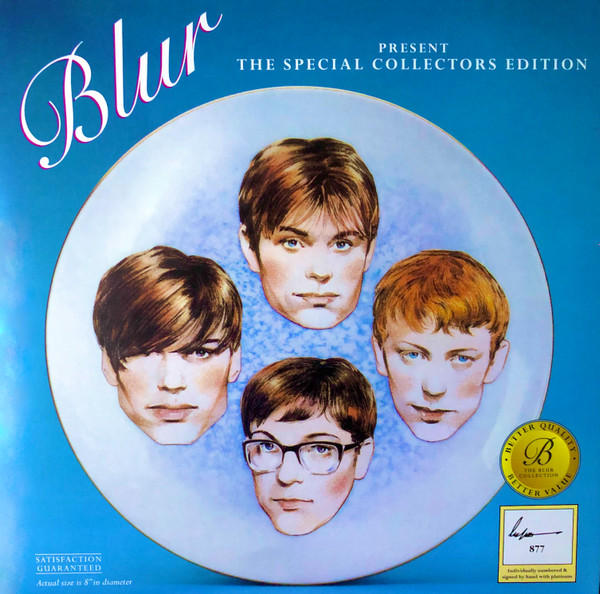 Blur
PRESENT
THE SPECIAL COLLECTORS EDITION
BETTER QUALITY
B
THE BLUR
COLLECTION
BETTER VALUE
877
Individually numbered &
signed by hand with platinum
SATISFACTION
GUARANTEED
Actual size is 8" in diameter